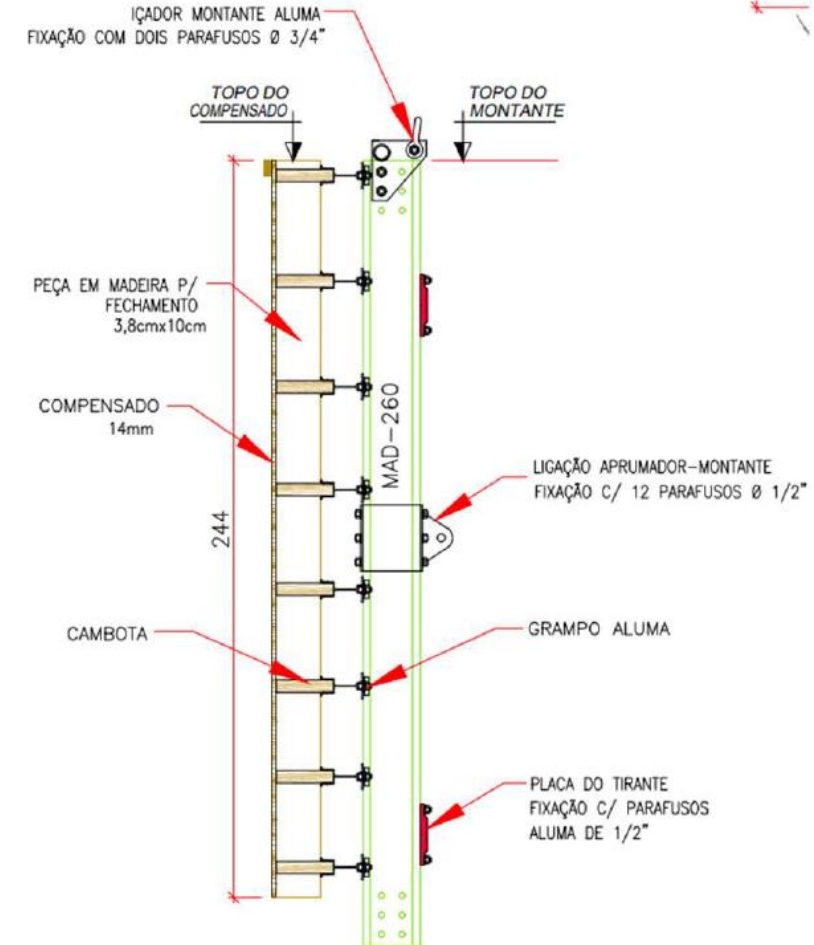 IÇADOR MONTANTE ALUMA
FIXAÇÃO COM DOIS PARAFUSOS Ø 3/4"
TOPO DO
COMPENSADO
TOPO DO
MONTANTE
PEÇA EM MADEIRA P/
FECHAMENTO
3,8cmx10cm
COMPENSADO
14mm
MAD-260
LIGAÇÃO APRUMADOR-MONTANTE
FIXAÇÃO C/ 12 PARAFUSOS Ø 1/2"
244
CAMBOTA
GRAMPO ALUMA
PLACA DO TIRANTE
FIXAÇÃO C/ PARAFUSOS
ALUMA DE 1/2"